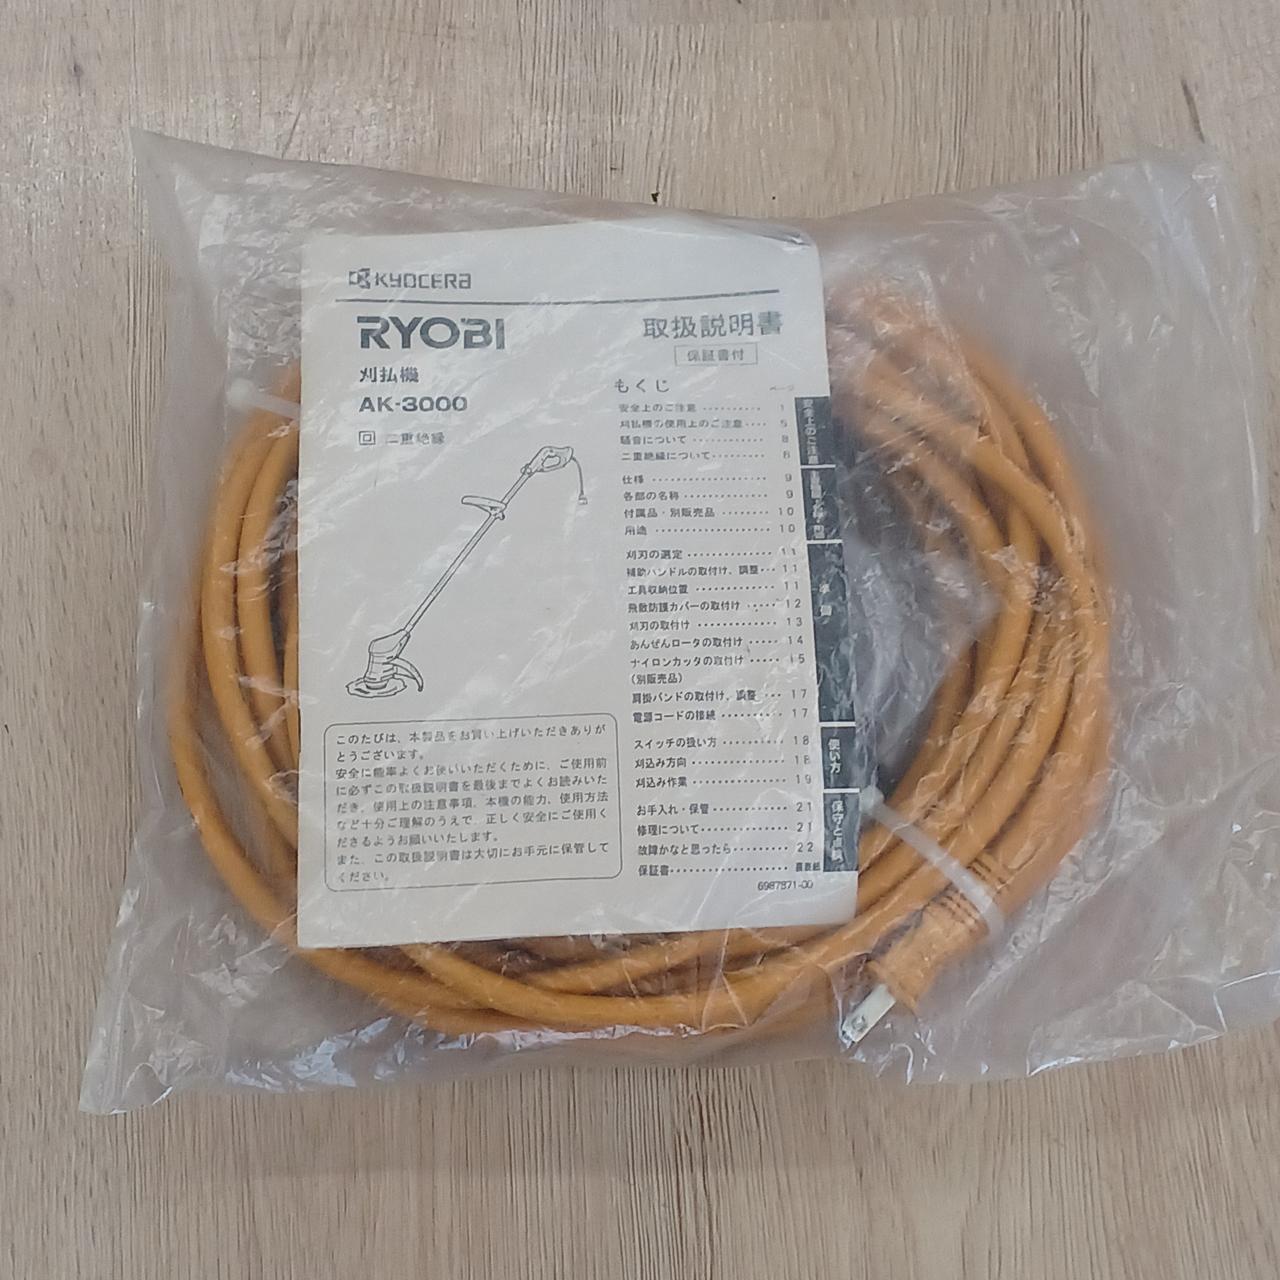 KYOCERA
RYOBI
取扱説明書
保証書付
刈払機
AK-3000
二重絶縁
もくじ
ページ
安全上のご注意 ・・・・・・・・・・ 1
刈払機の使用上のご注意 ・・・・ 5
騒音について ・・・・・・・・・・・・ 8
二重絶縁について ・・・・・・・・・ 8
仕様 ・・・・・・・・・・・・・・・・・・ 9
各部の名称 ・・・・・・・・・・・・・・ 9
付属品・別販売品 ・・・・・・・・ 10
用途 ・・・・・・・・・・・・・・・・・・ 10
刈刃の選定 ・・・・・・・・・・・・・ 11
補助ハンドルの取付け、調整 ・・・ 11
工具収納位置 ・・・・・・・・・・・・ 11
飛散防護カバーの取付け ・・・・・ 12
刈刃の取付け ・・・・・・・・・・・・ 13
あんぜんロータの取付け ・・・・・ 14
ナイロンカッタの取付け ・・・・・ 15
(別販売品)
肩掛バンドの取付け、調整 ・・・ 17
電源コードの接続 ・・・・・・・・・ 17
スイッチの扱い方 ・・・・・・・・・ 18
刈込み方向 ・・・・・・・・・・・・・ 18
刈込み作業 ・・・・・・・・・・・・・ 19
お手入れ・保管 ・・・・・・・・・・・ 21
修理について ・・・・・・・・・・・・ 21
故障かなと思ったら ・・・・・・・・ 22
保証書 ・・・・・・・・・・・・・・・・ 裏表紙
安全上のご注意
準備
使い方
保守と点検
このたびは、本製品をお買い上げいただきありが
とうございます。
安全に能率よくお使いいただくために、ご使用前
に必ずこの取扱説明書を最後までよくお読みいた
だき、使用上の注意事項、本機の能力、使用方法
など十分ご理解のうえで、正しく安全にご使用く
ださるようお願いいたします。
また、この取扱説明書は大切にお手元に保管して
ください。
6987871-00